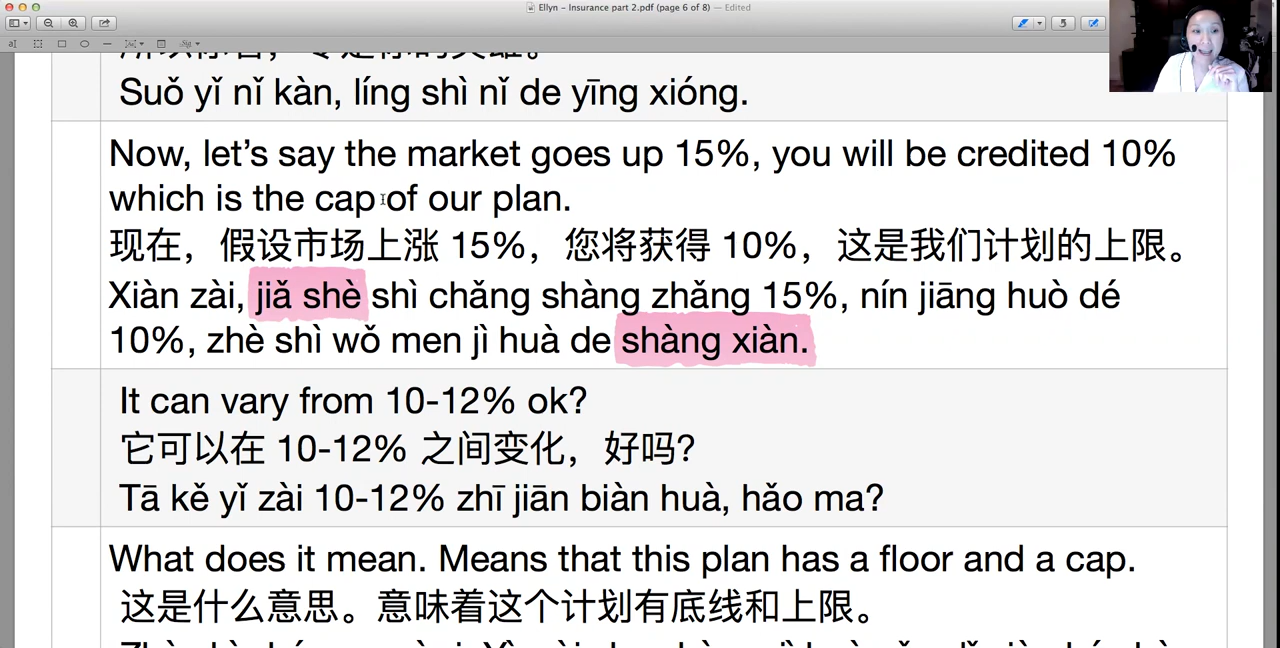 Ellyn – Insurance part 2.pdf (page 6 of 8) — Edited
Suǒ yǐ nǐ kàn, líng shì nǐ de yīng xióng.
Now, let’s say the market goes up 15%, you will be credited 10%
which is the cap of our plan.
现在，假设市场上涨 15%，您将获得 10%，这是我们计划的上限。
Xiàn zài, jiǎ shè shì chǎng shàng zhǎng 15%, nín jiāng huò dé
10%, zhè shì wǒ men jì huà de shàng xiàn.
It can vary from 10-12% ok?
它可以在 10-12% 之间变化，好吗?
Tā kě yǐ zài 10-12% zhī jiān biàn huà, hǎo ma?
What does it mean. Means that this plan has a floor and a cap.
这是什么意思。意味着这个计划有底线和上限。